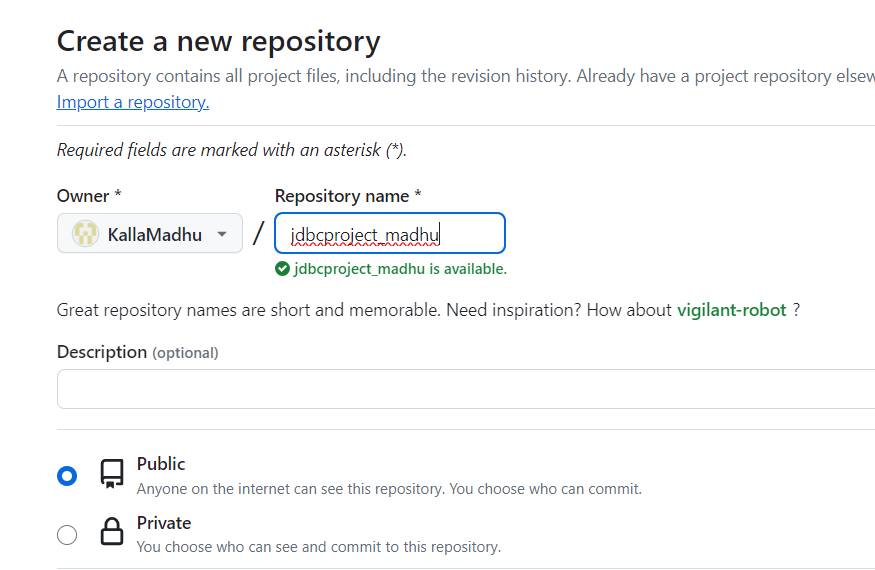 Create a new repository
A repository contains all project files, including the revision history. Already have a project repository elsew
Import a repository.
Required fields are marked with an asterisk (*).
Owner * Repository name *
KallaMadhu / jdbcproject_madhu
jdbcproject_madhu is available.
Great repository names are short and memorable. Need inspiration? How about vigilant-robot ?
Description (optional)
Public
Anyone on the internet can see this repository. You choose who can commit.
Private
You choose who can see and commit to this repository.